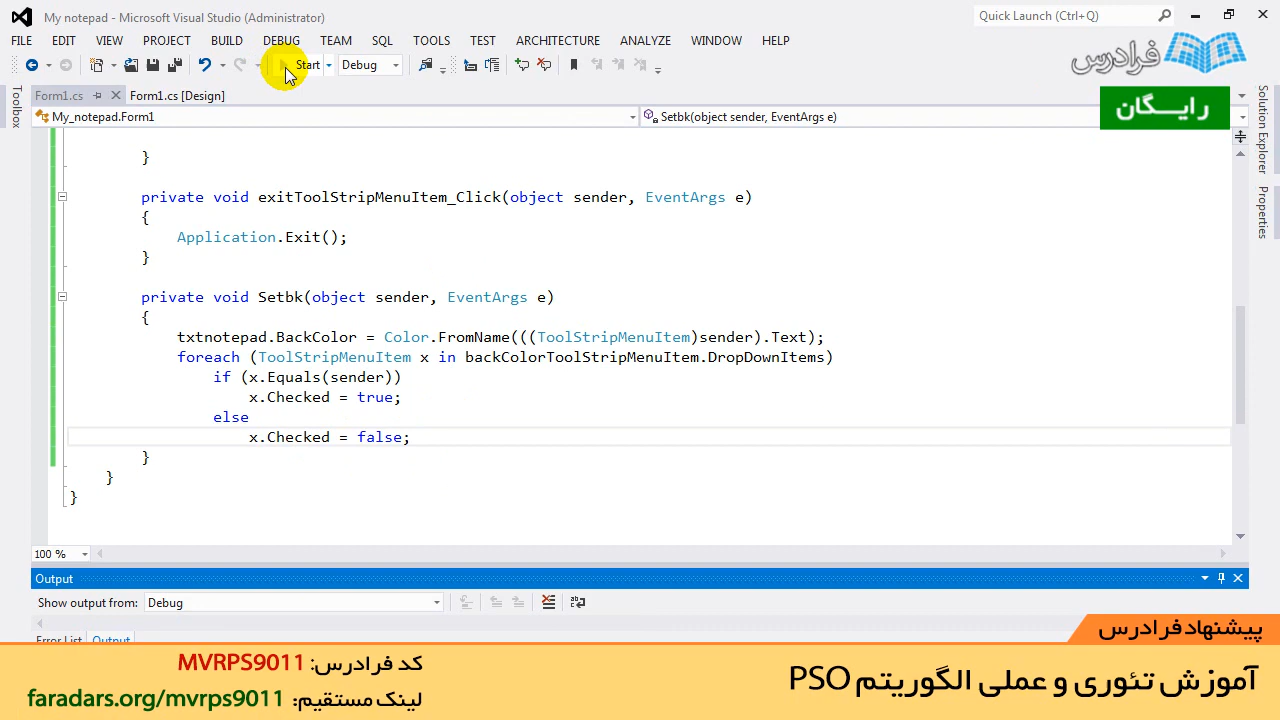 My notepad - Microsoft Visual Studio (Administrator)
Quick Launch (Ctrl+Q)
FILE EDIT VIEW PROJECT BUILD DEBUG TEAM SQL TOOLS TEST ARCHITECTURE ANALYZE WINDOW HELP
Start Debug
فرادرس
Form1.cs Form1.cs [Design]
رایگان
My_notepad.Form1 Setbk(object sender, EventArgs e)
Toolbox
Solution Explorer
Properties
}
private void exitToolStripMenuItem_Click(object sender, EventArgs e)
{
Application.Exit();
}
private void Setbk(object sender, EventArgs e)
{
txtnotepad.BackColor = Color.FromName(((ToolStripMenuItem)sender).Text);
foreach (ToolStripMenuItem x in backColorToolStripMenuItem.DropDownItems)
if (x.Equals(sender))
x.Checked = true;
else
x.Checked = false;
}
}
}
100 %
Output
Show output from: Debug
Error List Output
پیشنهاد فرادرس
آموزش تئوری و عملی الگوریتم PSO
کد فرادرس: MVRPS9011
لینک مستقیم: faradars.org/mvrps9011